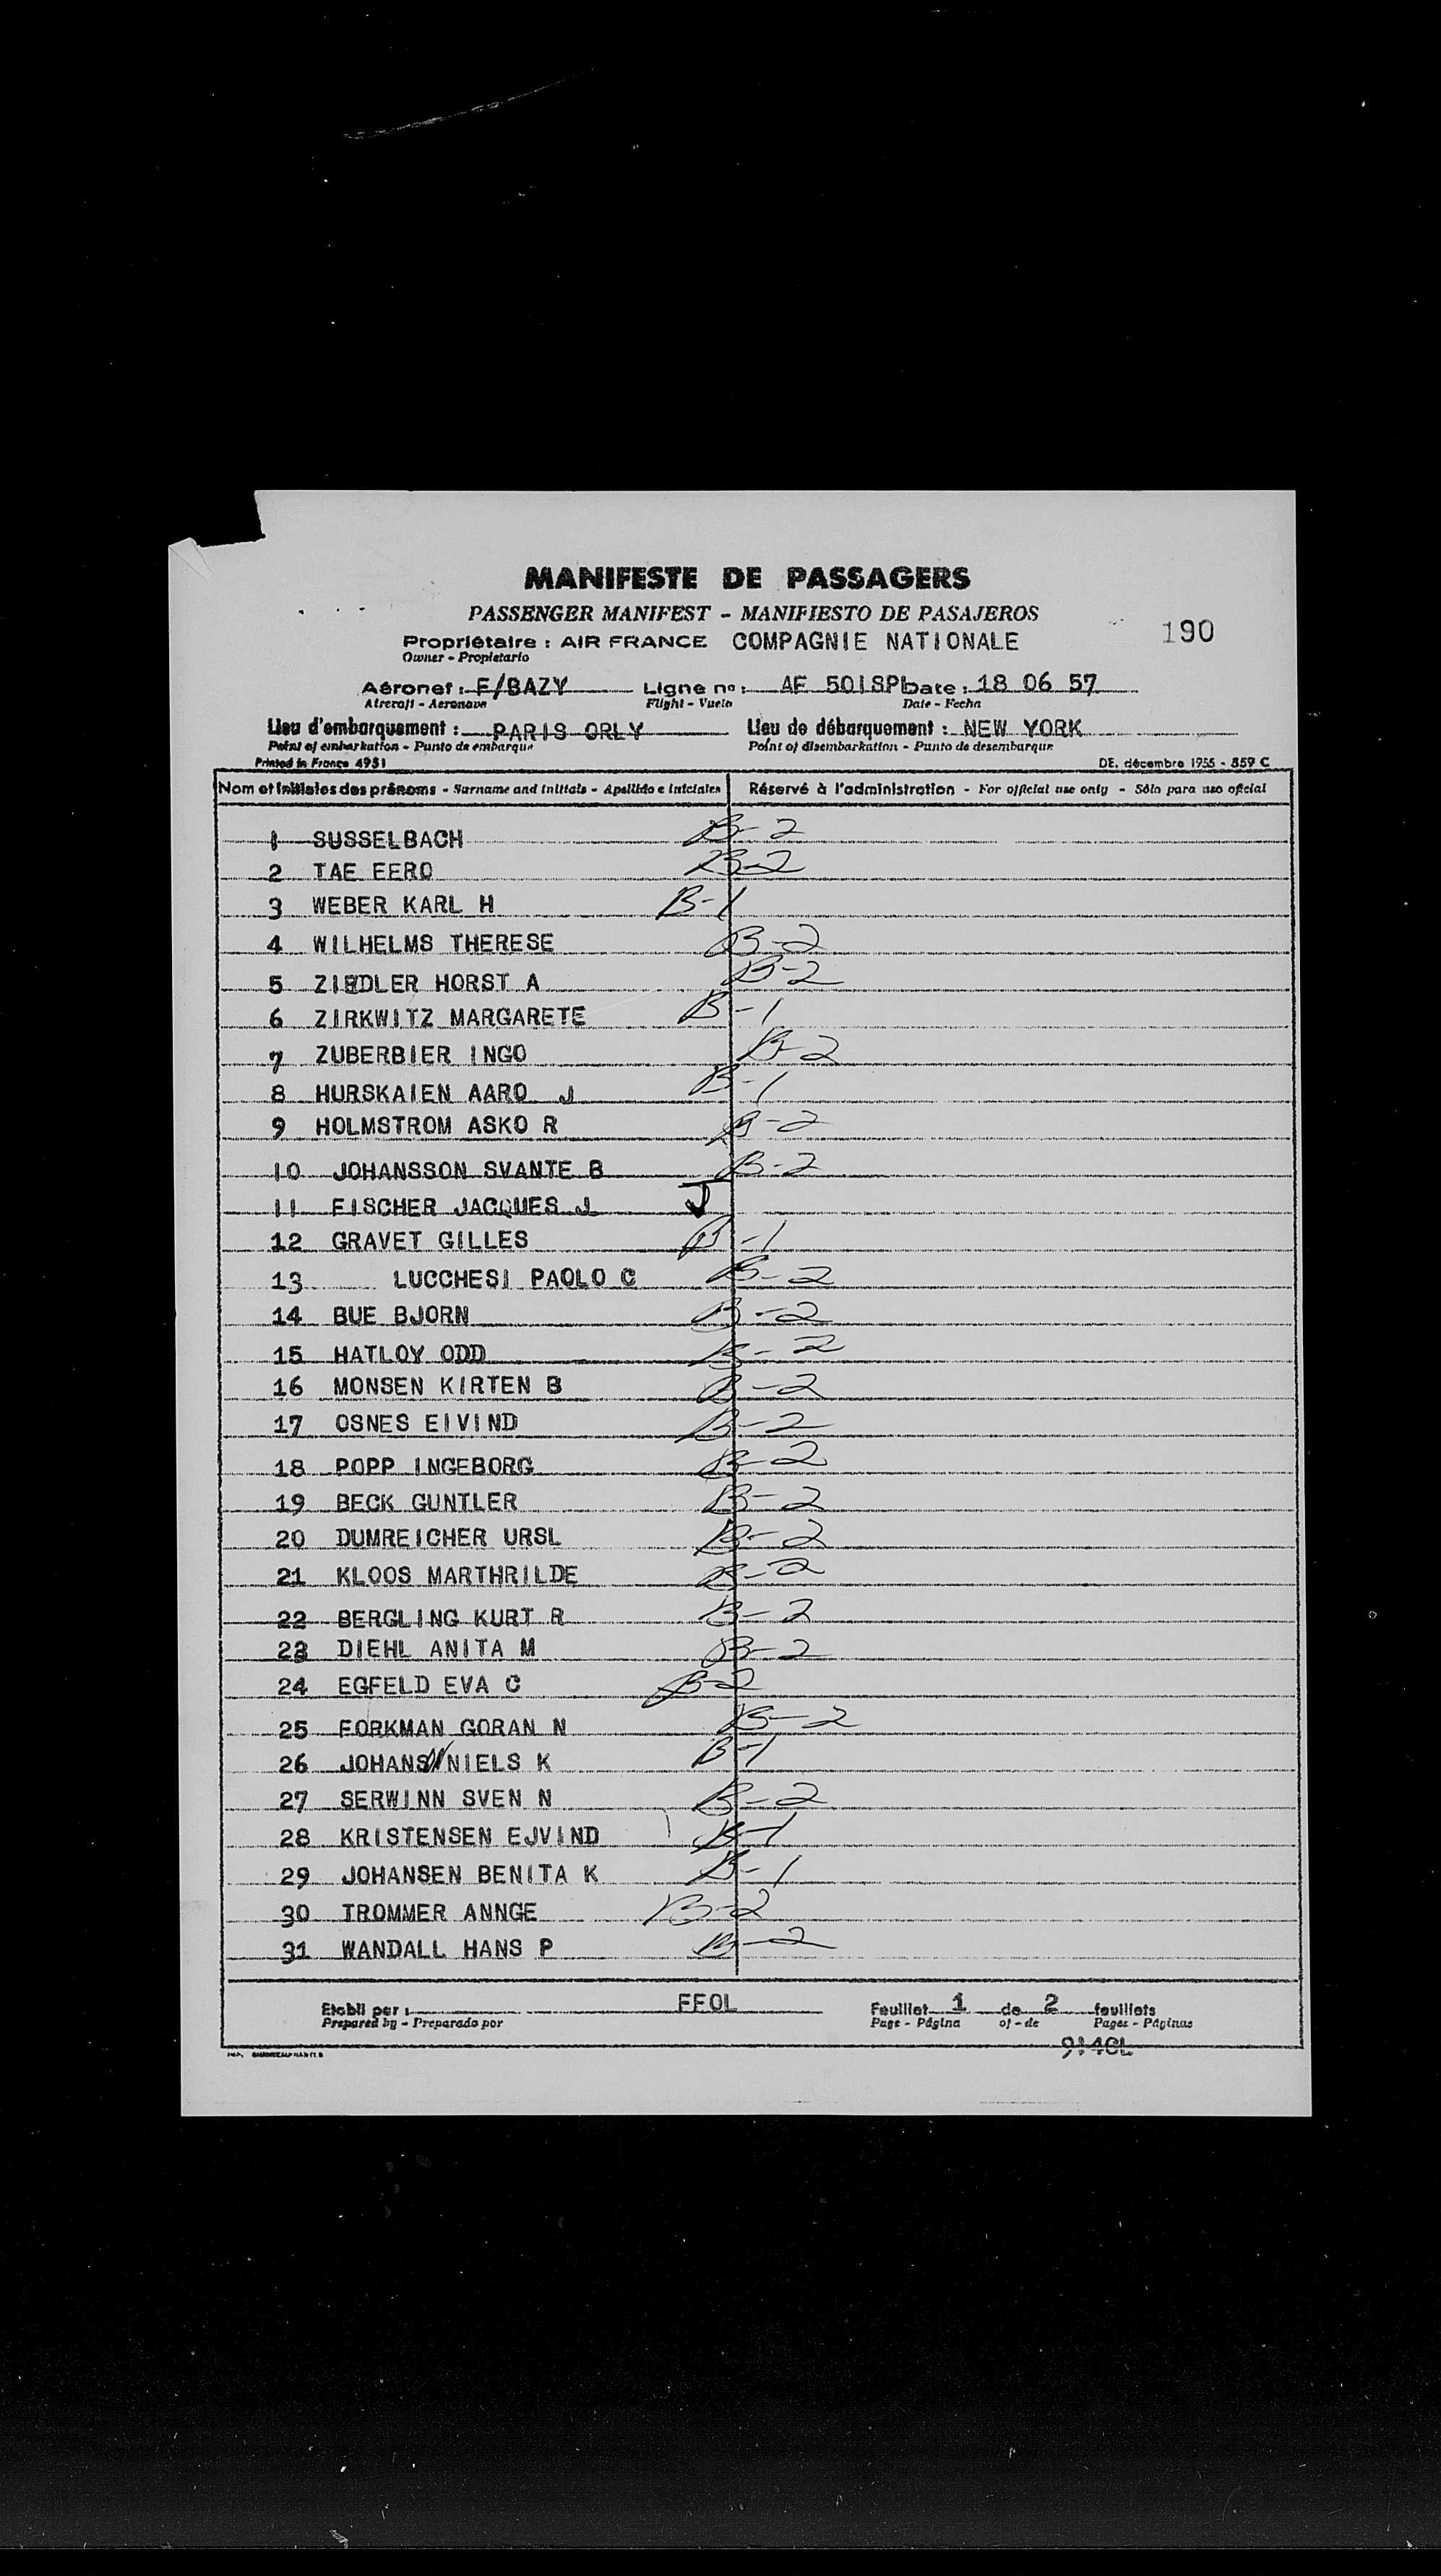 MANIFESTE DE PASSAGERS
PASSENGER MANIFEST - MANIFIESTO DE PASAJEROS
190
Propriétaire : AIR FRANCE COMPAGNIE NATIONALE
Owner - Propietario
Aéronef : F/BAZY Ligne no : AF 501SPL Date : 18 06 57
Aircraft - Aeronave Flight - Vuelo Date - Fecha
Lieu d'embarquement : PARIS ORLY Lieu de débarquement : NEW YORK
Point of embarkation - Punto de embarque Point of disembarkation - Punto de desembarque
Printed in France 4951 DE. décembre 1955 - 559 C
Nom et initiales des prénoms - Surname and initials - Apellido e iniciales Réservé à l'administration - For official use only - Sólo para uso oficial
1 SUSSELBACH B-2
2 TAE EERO B-2
3 WEBER KARL H B-1
4 WILHELMS THERESE B-2
5 ZIEDLER HORST A B-2
6 ZIRKWITZ MARGARETE B-1
7 ZUBERBIER INGO B-2
8 HURSKAIEN AARO J B-1
9 HOLMSTROM ASKO R B-2
10 JOHANSSON SVANTE B B-2
11 FISCHER JACQUES J J
12 GRAVET GILLES B-1
13 LUCCHESI PAOLO C B-2
14 BUE BJORN B-2
15 HATLOY ODD B-2
16 MONSEN KIRTEN B B-2
17 OSNES EIVIND B-2
18 POPP INGEBORG B-2
19 BECK GUNTLER B-2
20 DUMREICHER URSL B-2
21 KLOOS MARTHRILDE B-2
22 BERGLING KURT R B-2
23 DIEHL ANITA M B-2
24 EGFELD EVA C B-2
25 FORKMAN GORAN N B-2
26 JOHANS NIELS K B-1
27 SERWINN SVEN N B-2
28 KRISTENSEN EJVIND B-1
29 JOHANSEN BENITA K B-1
30 TROMMER ANNGE B-2
31 WANDALL HANS P B-2
Etabli par : FFOL Feuillet 1 de 2 feuillets
Prepared by - Preparado por Page - Página of - de Pages - Páginas
914CL